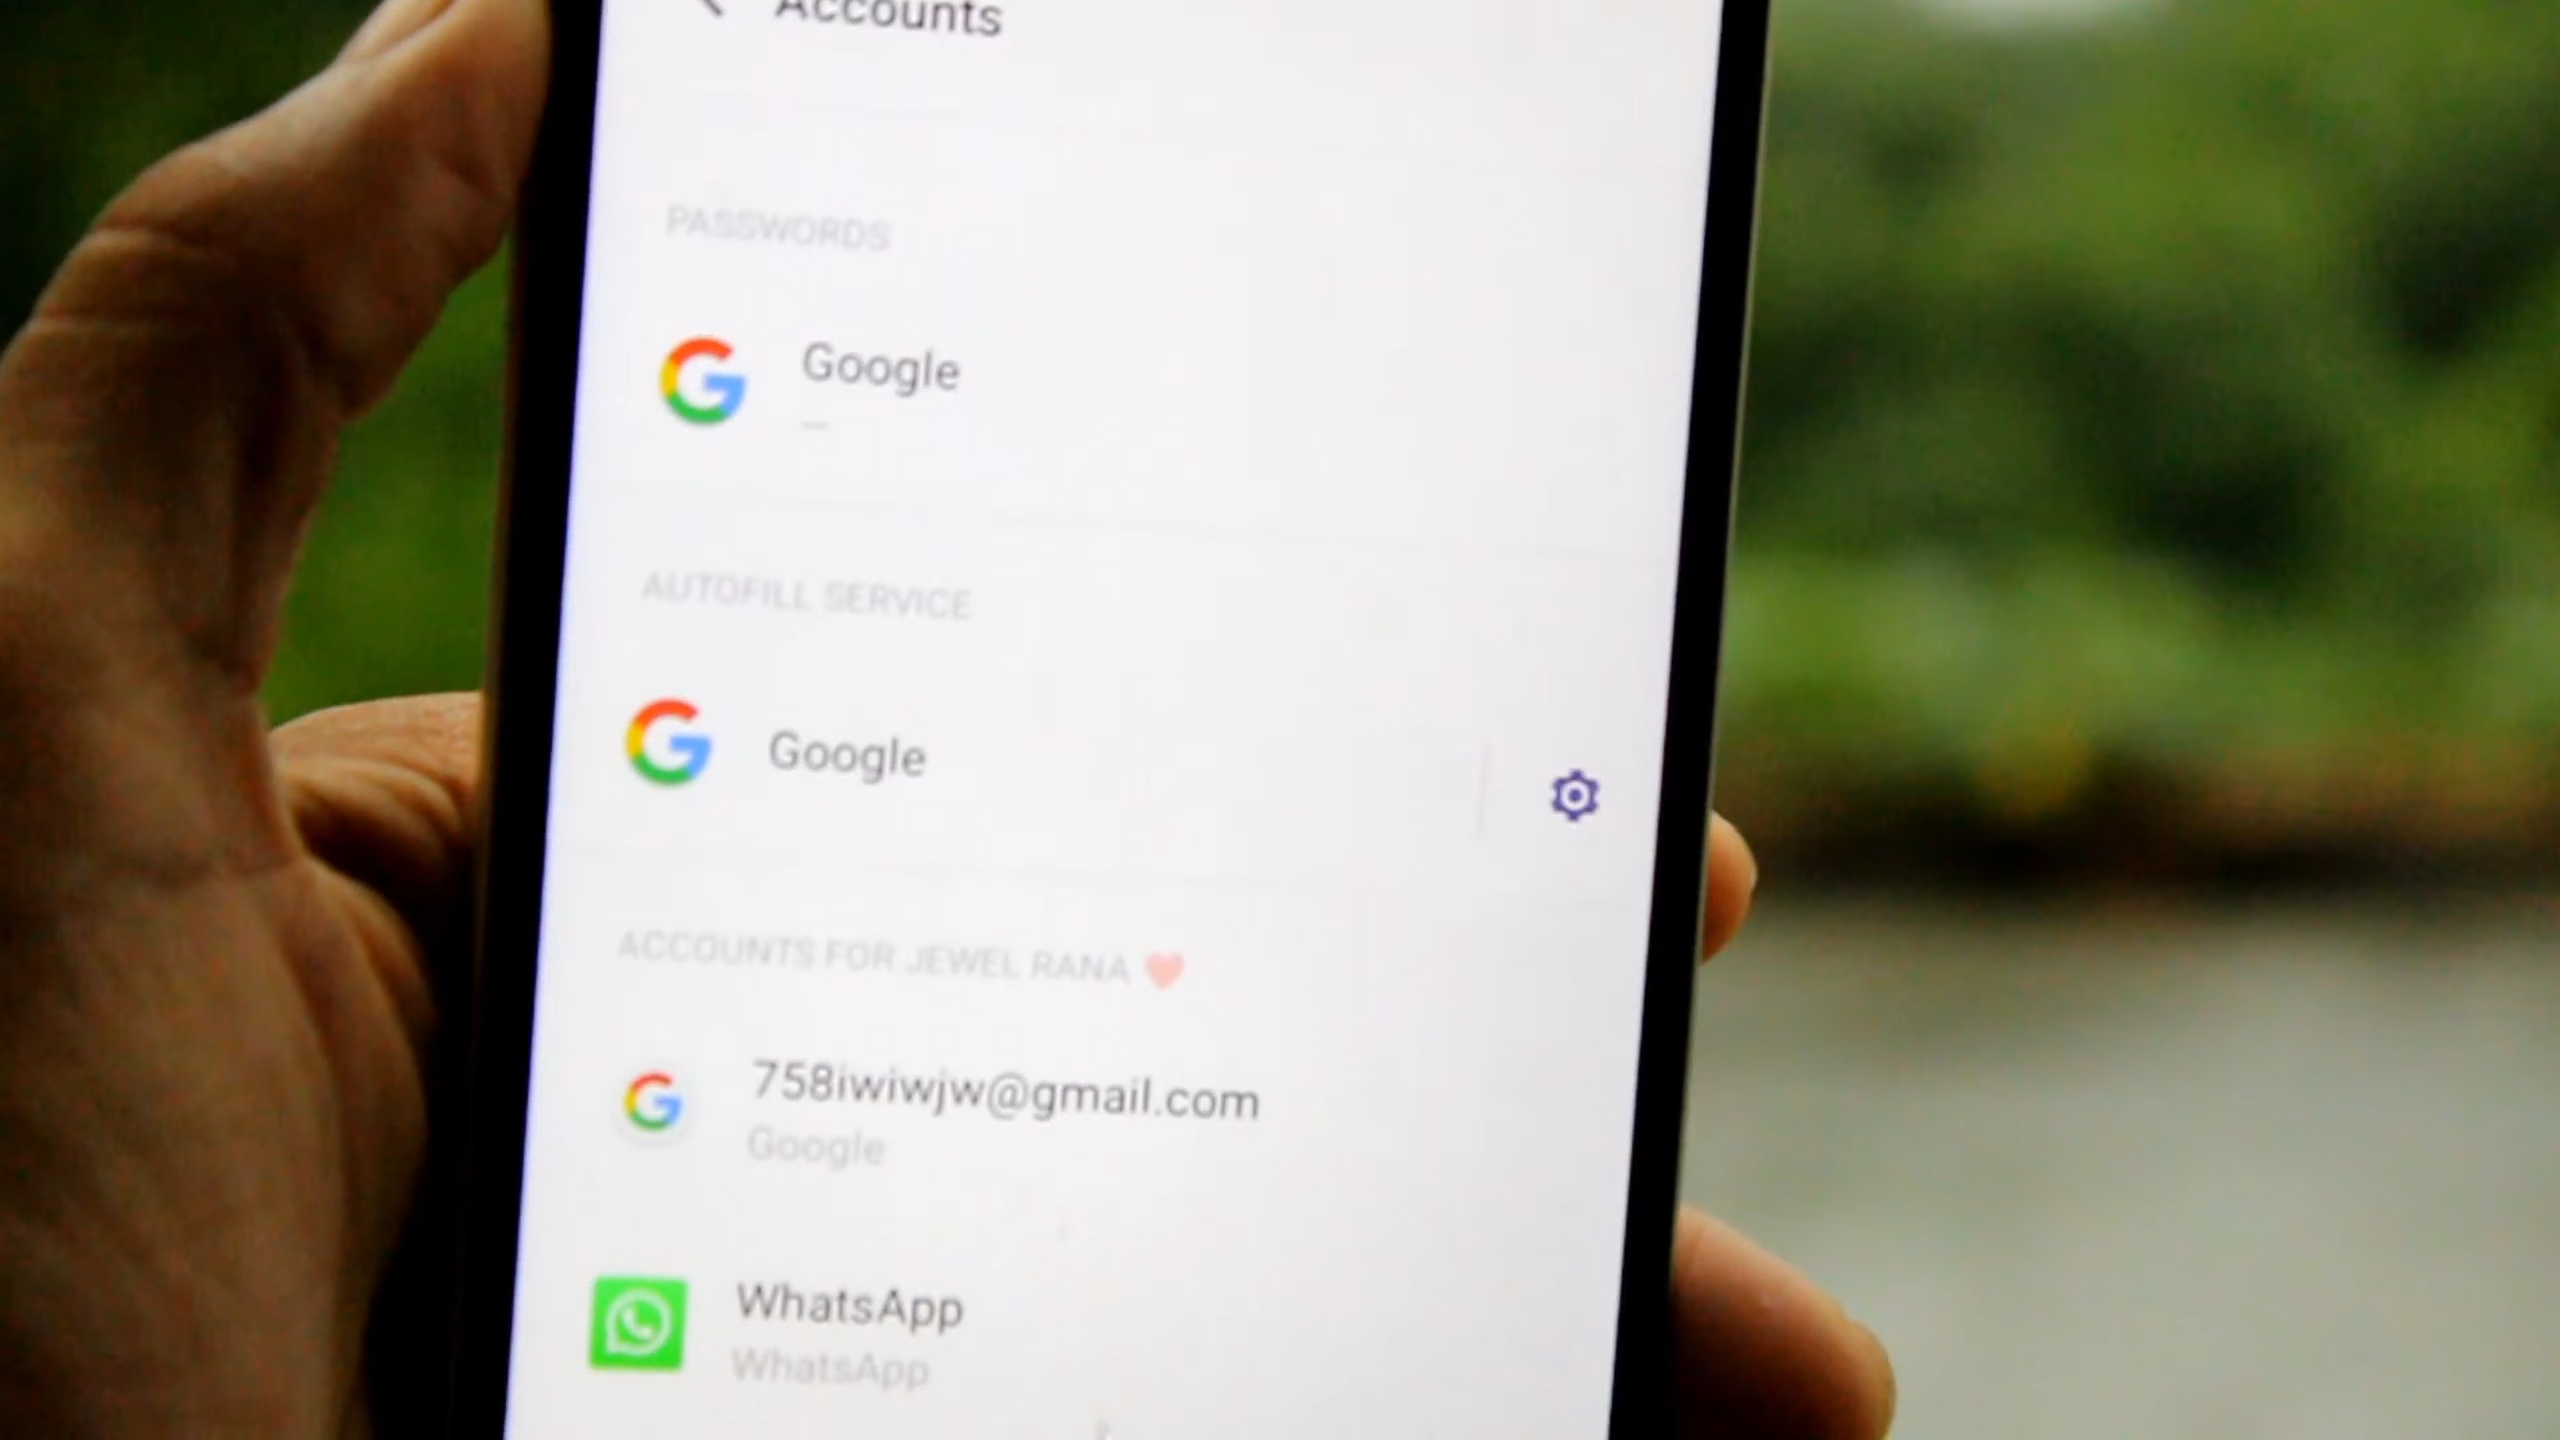 Accounts
PASSWORDS
Google
—
AUTOFILL SERVICE
Google
ACCOUNTS FOR JEWEL RANA ❤️
758iwiwjw@gmail.com
Google
WhatsApp
WhatsApp